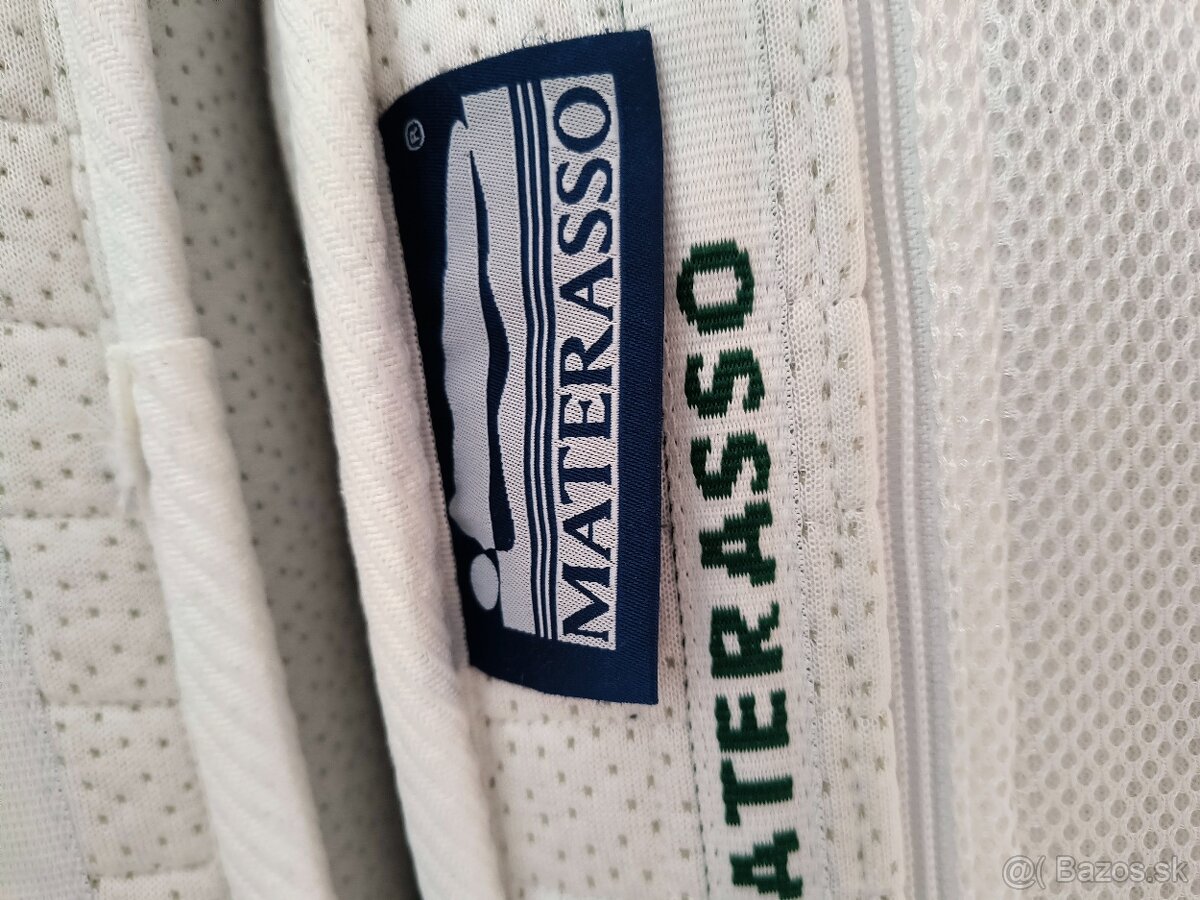 ®
MATERASSO
ATERASSO
@( Bazos.sk